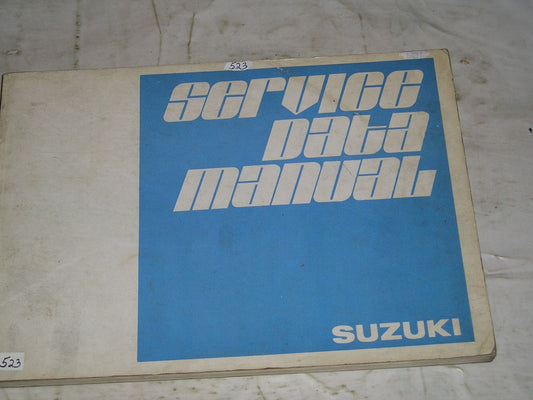 523
service
Data
manual
SUZUKI
523